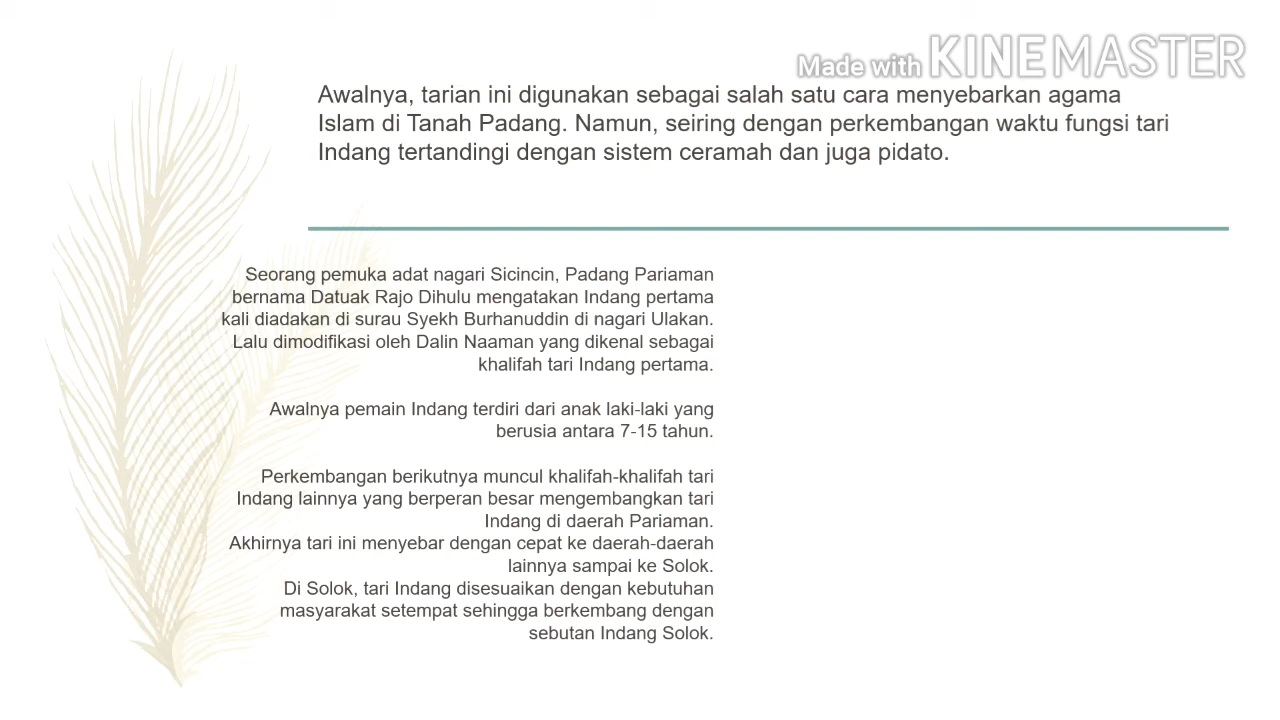 Made with KINEMASTER
Awalnya, tarian ini digunakan sebagai salah satu cara menyebarkan agama
Islam di Tanah Padang. Namun, seiring dengan perkembangan waktu fungsi tari
Indang tertandingi dengan sistem ceramah dan juga pidato.
Seorang pemuka adat nagari Sicincin, Padang Pariaman
bernama Datuak Rajo Dihulu mengatakan Indang pertama
kali diadakan di surau Syekh Burhanuddin di nagari Ulakan.
Lalu dimodifikasi oleh Dalin Naaman yang dikenal sebagai
khalifah tari Indang pertama.
Awalnya pemain Indang terdiri dari anak laki-laki yang
berusia antara 7-15 tahun.
Perkembangan berikutnya muncul khalifah-khalifah tari
Indang lainnya yang berperan besar mengembangkan tari
Indang di daerah Pariaman.
Akhirnya tari ini menyebar dengan cepat ke daerah-daerah
lainnya sampai ke Solok.
Di Solok, tari Indang disesuaikan dengan kebutuhan
masyarakat setempat sehingga berkembang dengan
sebutan Indang Solok.